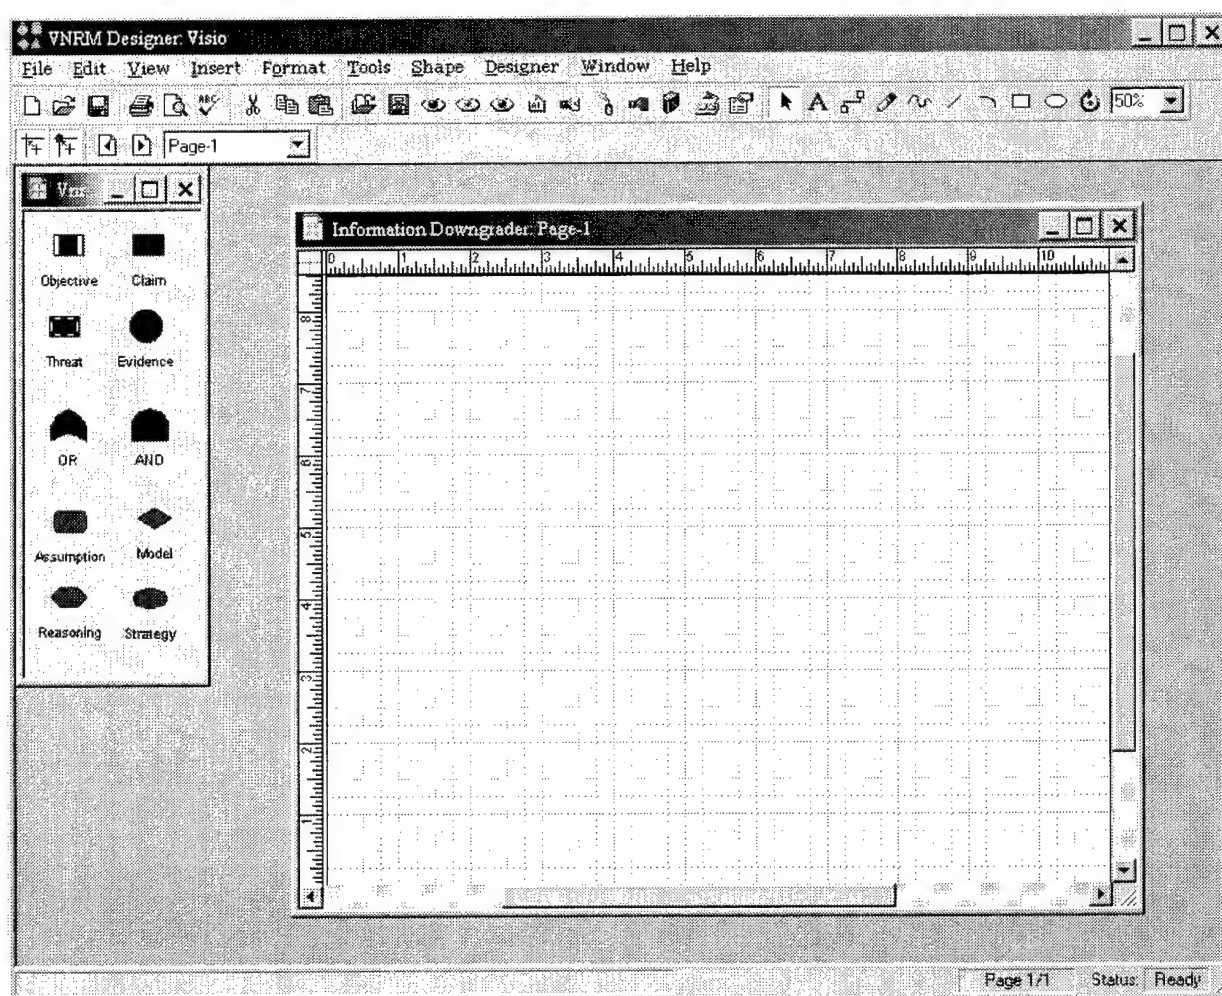 VNRM Designer: Visio
File Edit View Insert Format Tools Shape Designer Window Help
ABC A 50%
Page-1
Information Downgrader: Page-1
0 1 2 3 4 5 6 7 8 9 10
Objective Claim
Threat Evidence
OR AND
Assumption Model
Reasoning Strategy
8
7
6
5
4
3
2
1
Page 1/1 Status: Ready